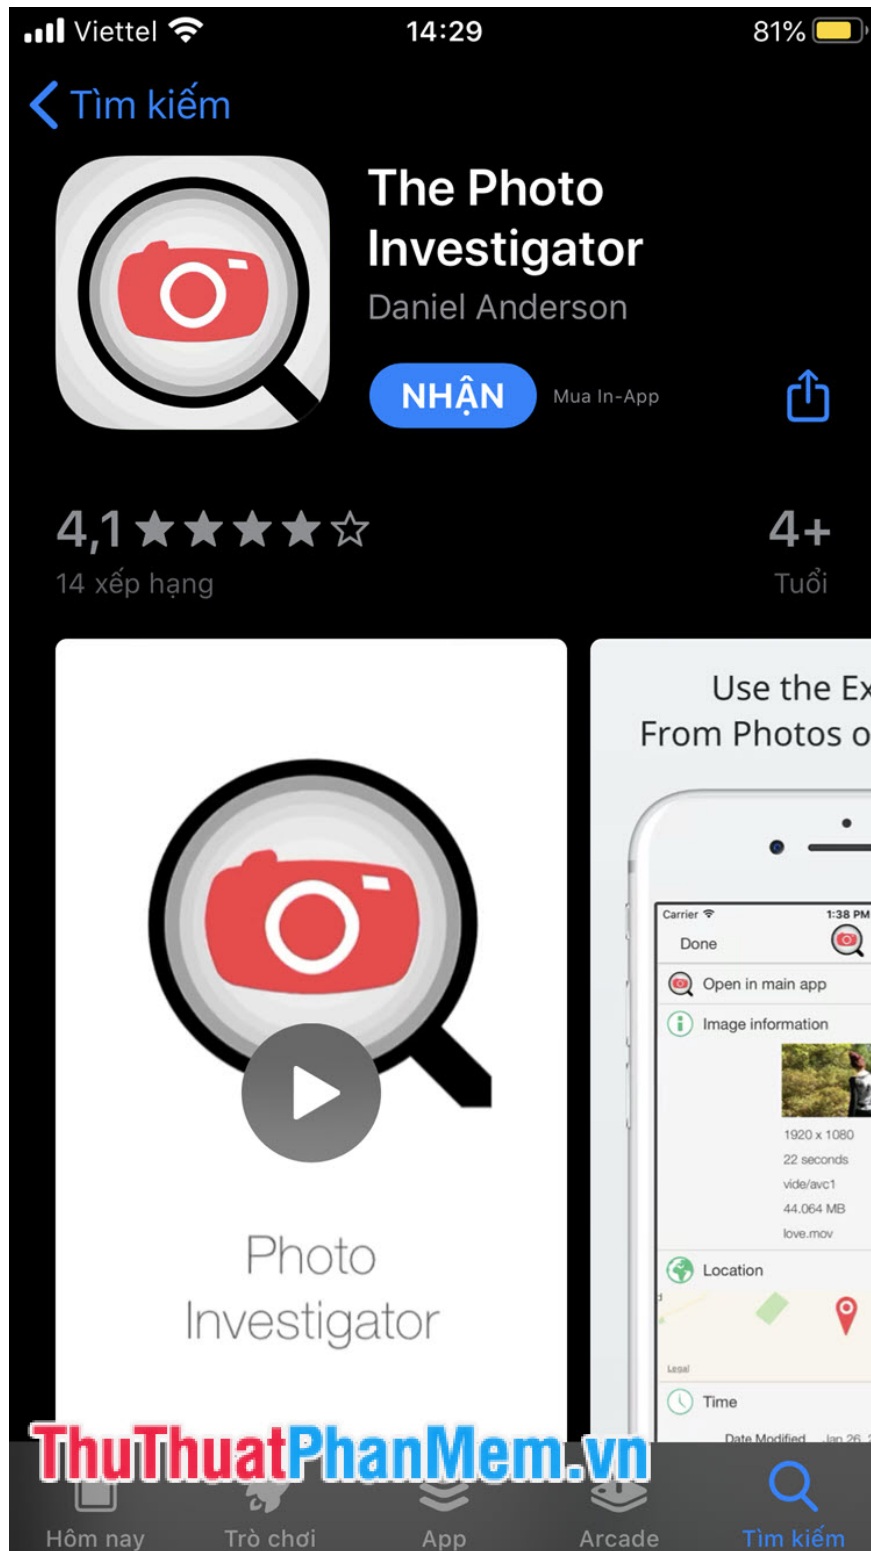 Viettel 14:29 81%
Tìm kiếm
The Photo
Investigator
Daniel Anderson
NHẬN Mua In-App
4,1 4+
14 xếp hạng Tuổi
Photo
Investigator
Use the Ex
From Photos o
Carrier 1:38 PM
Done
Open in main app
Image information
1920 x 1080
22 seconds
vide/avc1
44.064 MB
love.mov
Location
Legal
Time
Date Modified Jan 26, 2
ThuThuatPhanMem.vn
Hôm nay Trò chơi App Arcade Tìm kiếm